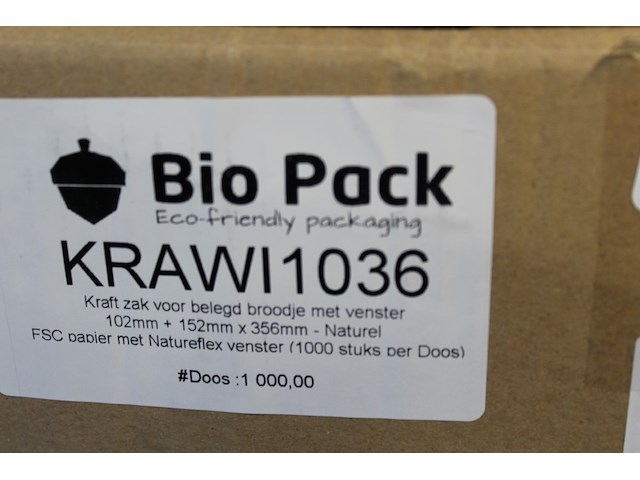 Bio Pack
Eco-friendly packaging
KRAWI1036
Kraft zak voor belegd broodje met venster
102mm + 152mm x 356mm - Naturel
FSC papier met Natureflex venster (1000 stuks per Doos)
#Doos :1 000,00